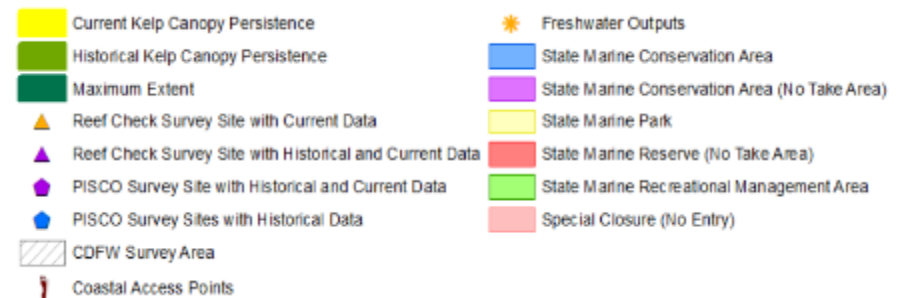 Current Kelp Canopy Persistence
Historical Kelp Canopy Persistence
Maximum Extent
Reef Check Survey Site with Current Data
Reef Check Survey Site with Historical and Current Data
PISCO Survey Site with Historical and Current Data
PISCO Survey Sites with Historical Data
CDFW Survey Area
Coastal Access Points
Freshwater Outputs
State Marine Conservation Area
State Marine Conservation Area (No Take Area)
State Marine Park
State Marine Reserve (No Take Area)
State Marine Recreational Management Area
Special Closure (No Entry)